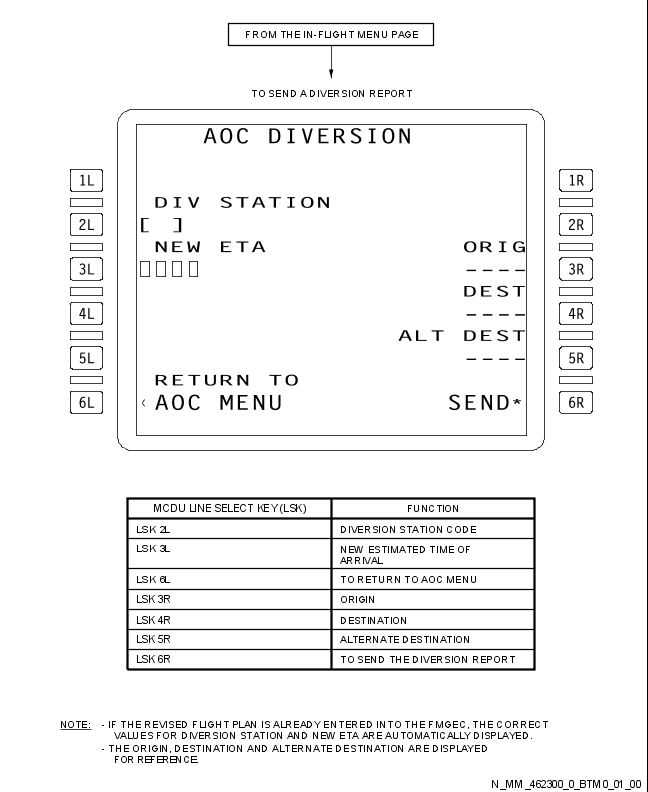 FROM THE IN-FLIGHT MENU PAGE
TO SEND A DIVERSION REPORT
AOC DIVERSION
1L 1R
DIV STATION
2L [ ] 2R
NEW ETA ORIG
3L ▯▯▯▯ ---- 3R
DEST
4L ---- 4R
ALT DEST
5L ---- 5R
RETURN TO
6L ‹ AOC MENU SEND* 6R
MCDU LINE SELECT KEY (LSK) FUNCTION
LSK 2L DIVERSION STATION CODE
LSK 3L NEW ESTIMATED TIME OF
ARRIVAL
LSK 6L TO RETURN TO AOC MENU
LSK 3R ORIGIN
LSK 4R DESTINATION
LSK 5R ALTERNATE DESTINATION
LSK 6R TO SEND THE DIVERSION REPORT
NOTE: - IF THE REVISED FLIGHT PLAN IS ALREADY ENTERED INTO THE FMGEC, THE CORRECT
VALUES FOR DIVERSION STATION AND NEW ETA ARE AUTOMATICALLY DISPLAYED.
- THE ORIGIN, DESTINATION AND ALTERNATE DESTINATION ARE DISPLAYED
FOR REFERENCE.
N_MM_462300_0_BTM0_01_00